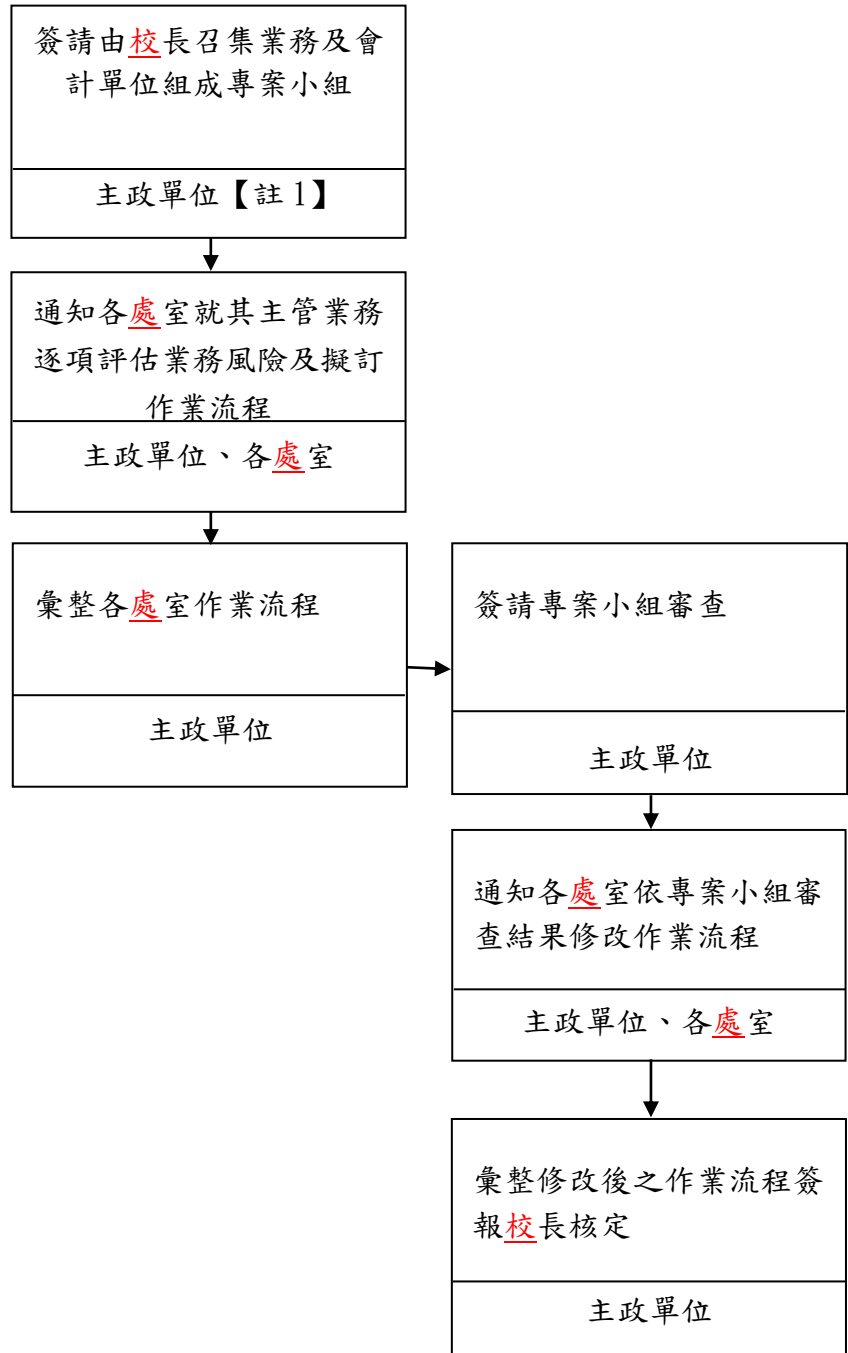 簽請由校長召集業務及會
計單位組成專案小組
主政單位【註1】
通知各處室就其主管業務
逐項評估業務風險及擬訂
作業流程
主政單位、各處室
彙整各處室作業流程
主政單位
簽請專案小組審查
主政單位
通知各處室依專案小組審
查結果修改作業流程
主政單位、各處室
彙整修改後之作業流程簽
報校長核定
主政單位